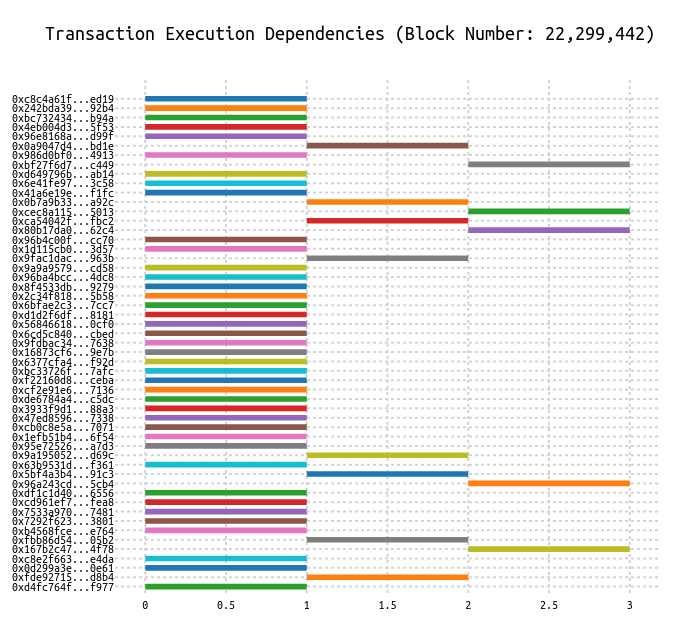 Transaction Execution Dependencies (Block Number: 22,299,442)
0xc8c4a61f...ed19
0x242bda39...92b4
0xbc732434...b94a
0x4eb004d3...5f53
0x96e8168a...d99f
0x0a9047d4...bd1e
0x986d0bf0...4913
0xbf27f6d7...c449
0xd649796b...ab14
0x6e41fe97...3c58
0x41a6e19e...f1fc
0x0b7a9b33...a92c
0xcec8a115...5013
0xca54042f...fbc2
0x80b17da0...62c4
0x96b4c00f...cc70
0x1d115cb0...3d57
0x9fac1dac...963b
0x9a9a9579...cd58
0x96ba4bcc...4dc8
0x8f4533db...9279
0x2c34f818...5b58
0x6bfae2c3...7cc7
0xd1d2f6df...8181
0x56846618...0cf0
0x6cd5c840...cbed
0x9fdbac34...7638
0x16873cf6...9e7b
0x6377cfa4...f92d
0xbc33726f...7afc
0xf22160d8...ceba
0xcf2e91e6...7136
0xde6784a4...c5dc
0x3933f9d1...88a3
0x47ed8596...7338
0xcb0c8e5a...7071
0x1efb51b4...6f54
0x95e72526...a7d3
0x9a195052...d69c
0x63b9531d...f361
0x5bf4a3b4...91c3
0x96a243cd...5cb4
0xdf1c1d40...6556
0xcd961ef7...fea8
0x7533a970...7481
0x7292f623...3801
0xb4568fce...e764
0xfbb86d54...05b2
0x167b2c47...4f78
0xc8e2f663...e4da
0x0d299a3e...0e61
0xfde92715...d8b4
0xd4fc764f...f977
0 0.5 1 1.5 2 2.5 3